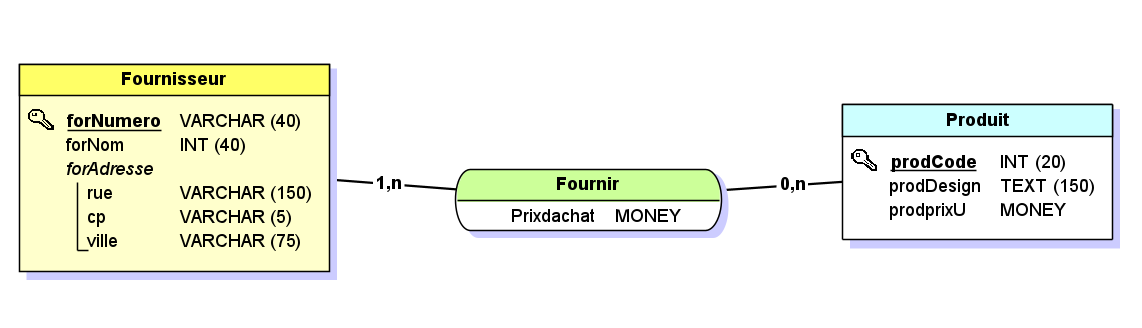 Fournisseur
forNumero VARCHAR (40)
forNom INT (40)
forAdresse
rue VARCHAR (150)
cp VARCHAR (5)
ville VARCHAR (75)
1,n
Fournir
Prixdachat MONEY
0,n
Produit
prodCode INT (20)
prodDesign TEXT (150)
prodprixU MONEY